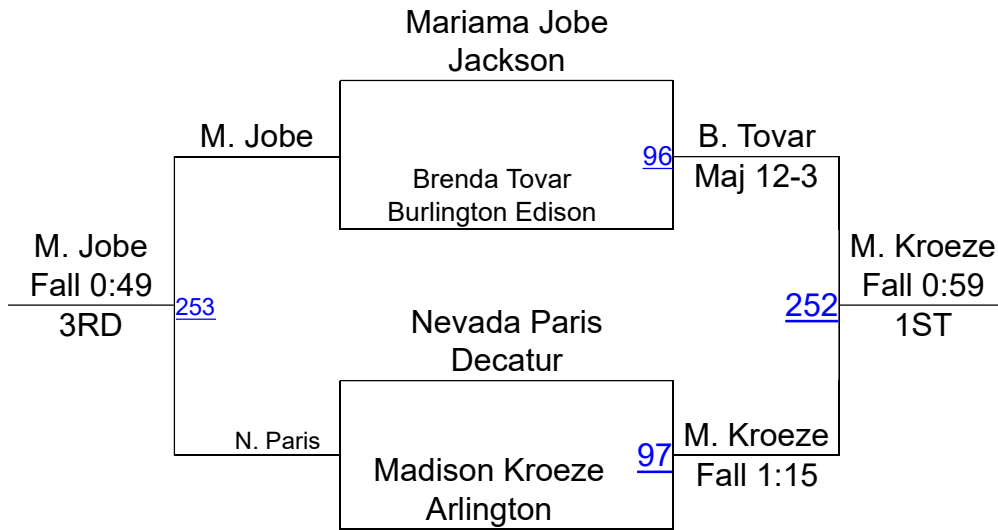 Mariama Jobe
Jackson
M. Jobe
96
B. Tovar
Maj 12-3
Brenda Tovar
Burlington Edison
M. Jobe
Fall 0:49
3RD
253
252
M. Kroeze
Fall 0:59
1ST
Nevada Paris
Decatur
N. Paris
Madison Kroeze
Arlington
97
M. Kroeze
Fall 1:15